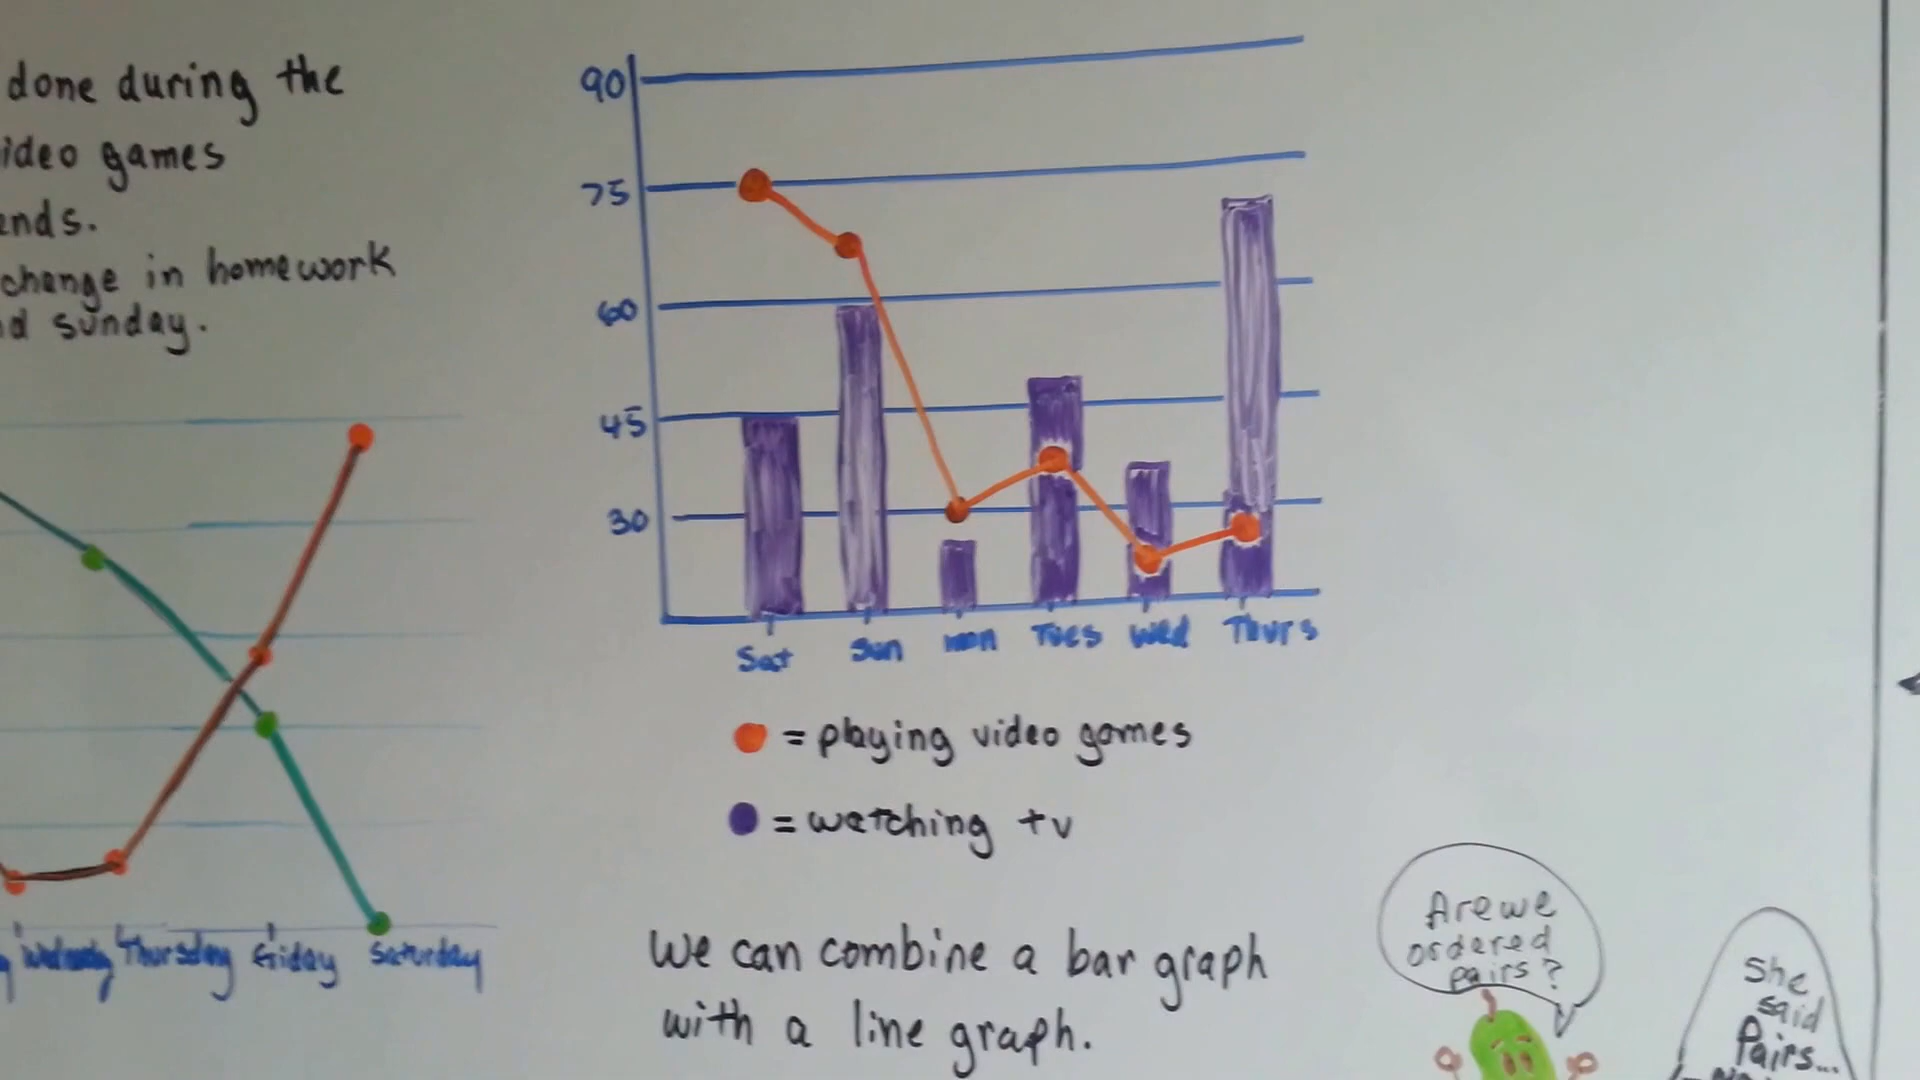 done during the
ideo games
ends.
change in homework
d sunday.
90
75
60
45
30
Sat Sun mon Tues Wed Thurs
= playing video games
= watching tv
Thursday Friday Saturday
We can combine a bar graph
with a line graph.
Are we
ordered
pairs?
She
said
Pairs...